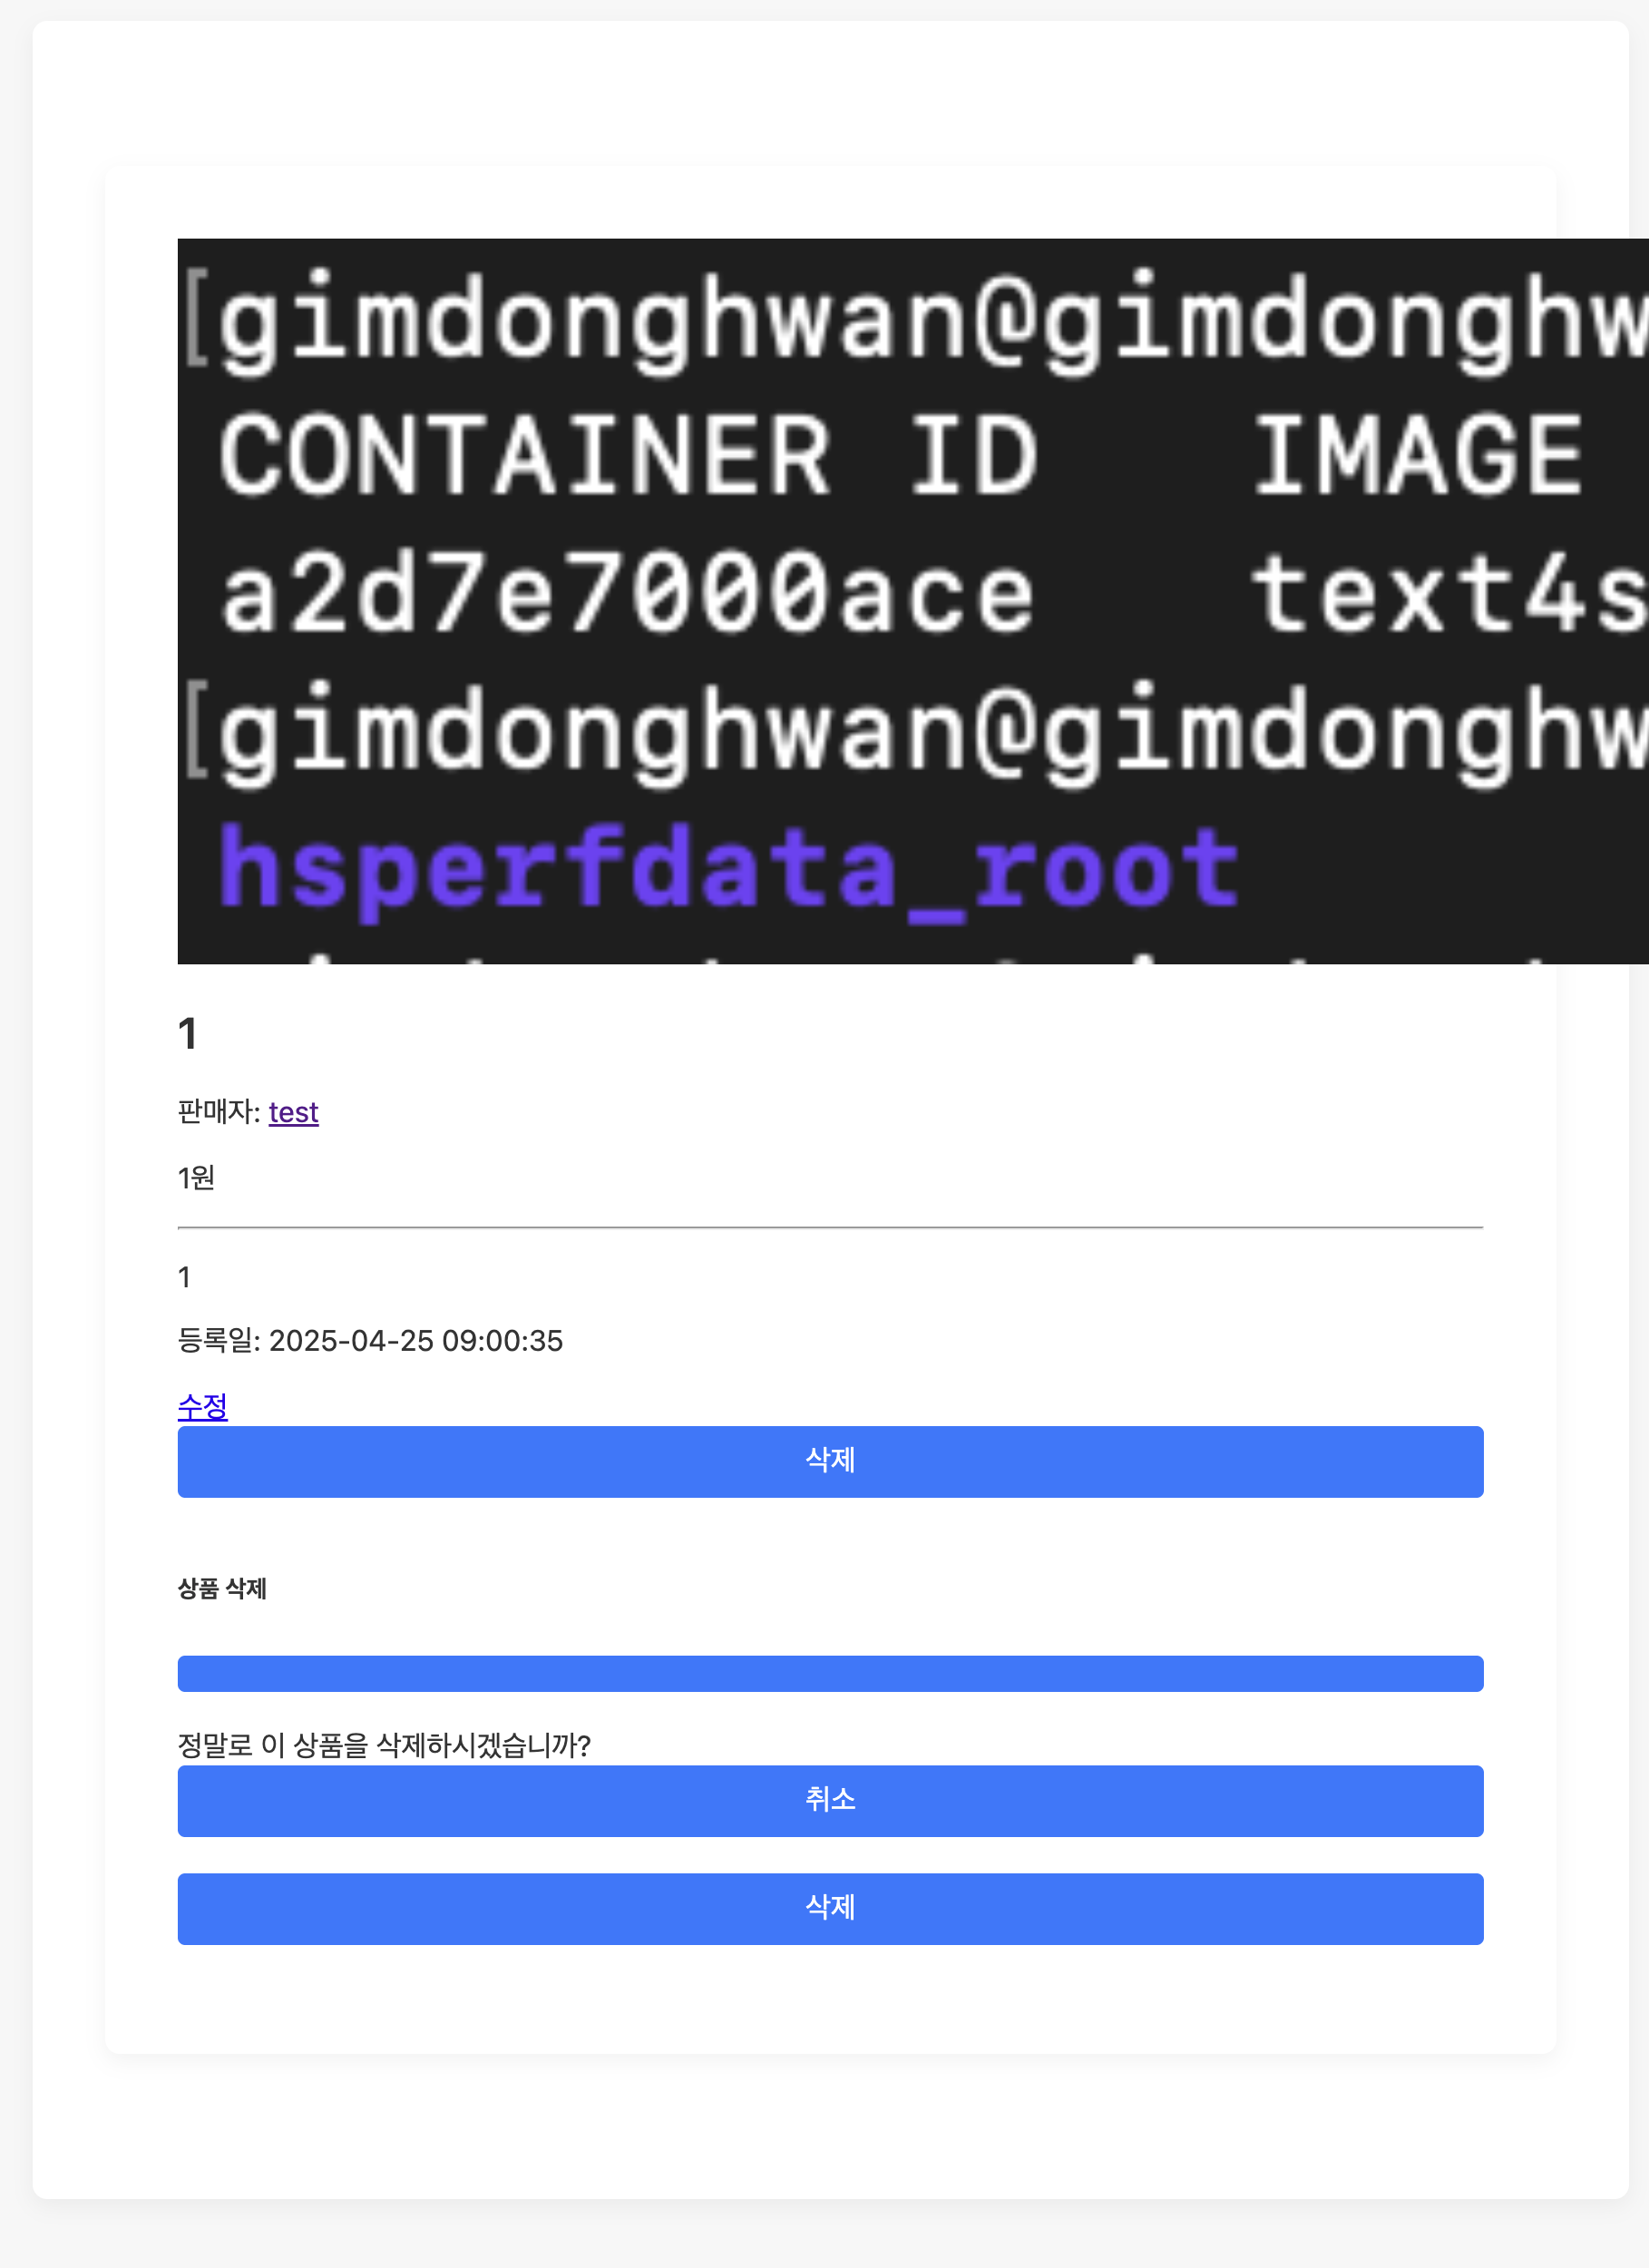 [gimdonghwan@gimdonghw
CONTAINER ID IMAGE
a2d7e7000ace text4s
[gimdonghwan@gimdonghw
hsperfdata_root
1
판매자: test
1원
1
등록일: 2025-04-25 09:00:35
수정
삭제
상품 삭제
정말로 이 상품을 삭제하시겠습니까?
취소
삭제